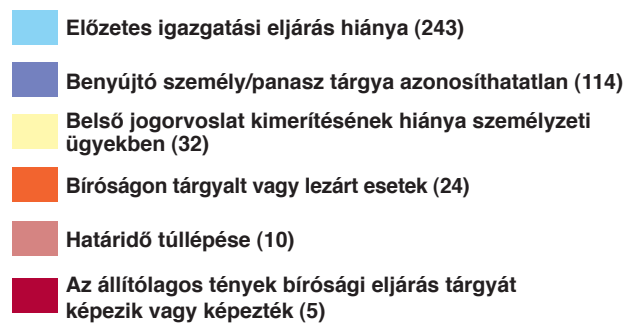 Előzetes igazgatási eljárás hiánya (243)
Benyújtó személy/panasz tárgya azonosíthatatlan (114)
Belső jogorvoslat kimerítésének hiánya személyzeti
ügyekben (32)
Bíróságon tárgyalt vagy lezárt esetek (24)
Határidő túllépése (10)
Az állítólagos tények bírósági eljárás tárgyát
képezik vagy képezték (5)